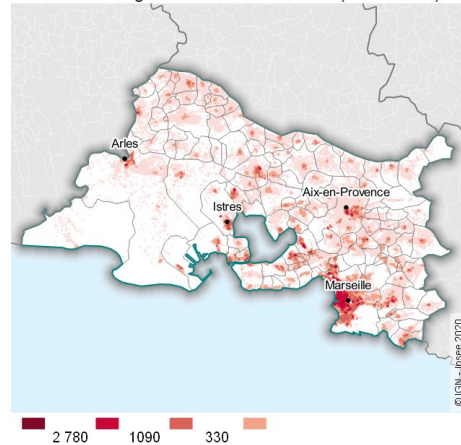 Arles
Istres
Aix-en-Provence
Marseille
© IGN - Insee 2020
2 780 1090 330